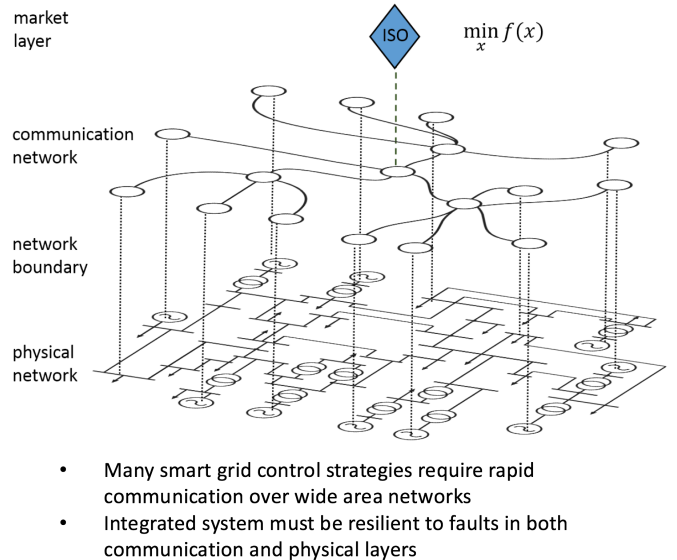 market
layer
ISO
min f(x)
x
communication
network
network
boundary
physical
network
• Many smart grid control strategies require rapid
communication over wide area networks
• Integrated system must be resilient to faults in both
communication and physical layers